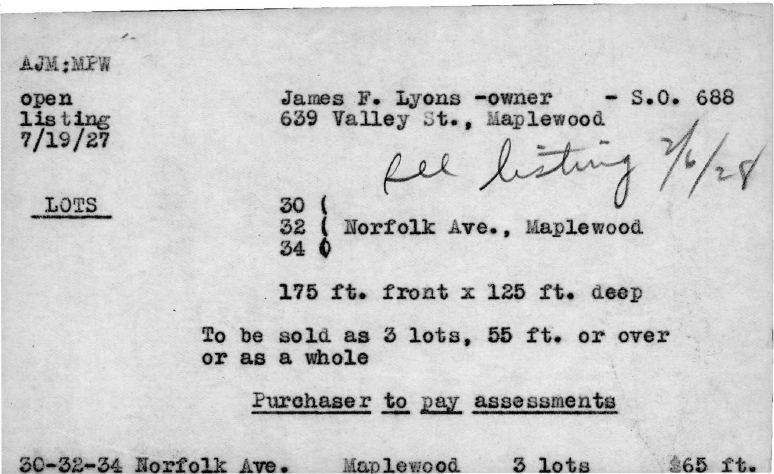 AJM;MPW
open James F. Lyons -owner - S.O. 688
listing 639 Valley St., Maplewood
7/19/27
see listing 2/6/28
LOTS 30 (
32 ( Norfolk Ave., Maplewood
34 (
175 ft. front x 125 ft. deep
To be sold as 3 lots, 55 ft. or over
or as a whole
Purchaser to pay assessments
30-32-34 Norfolk Ave. Maplewood 3 lots $65 ft.